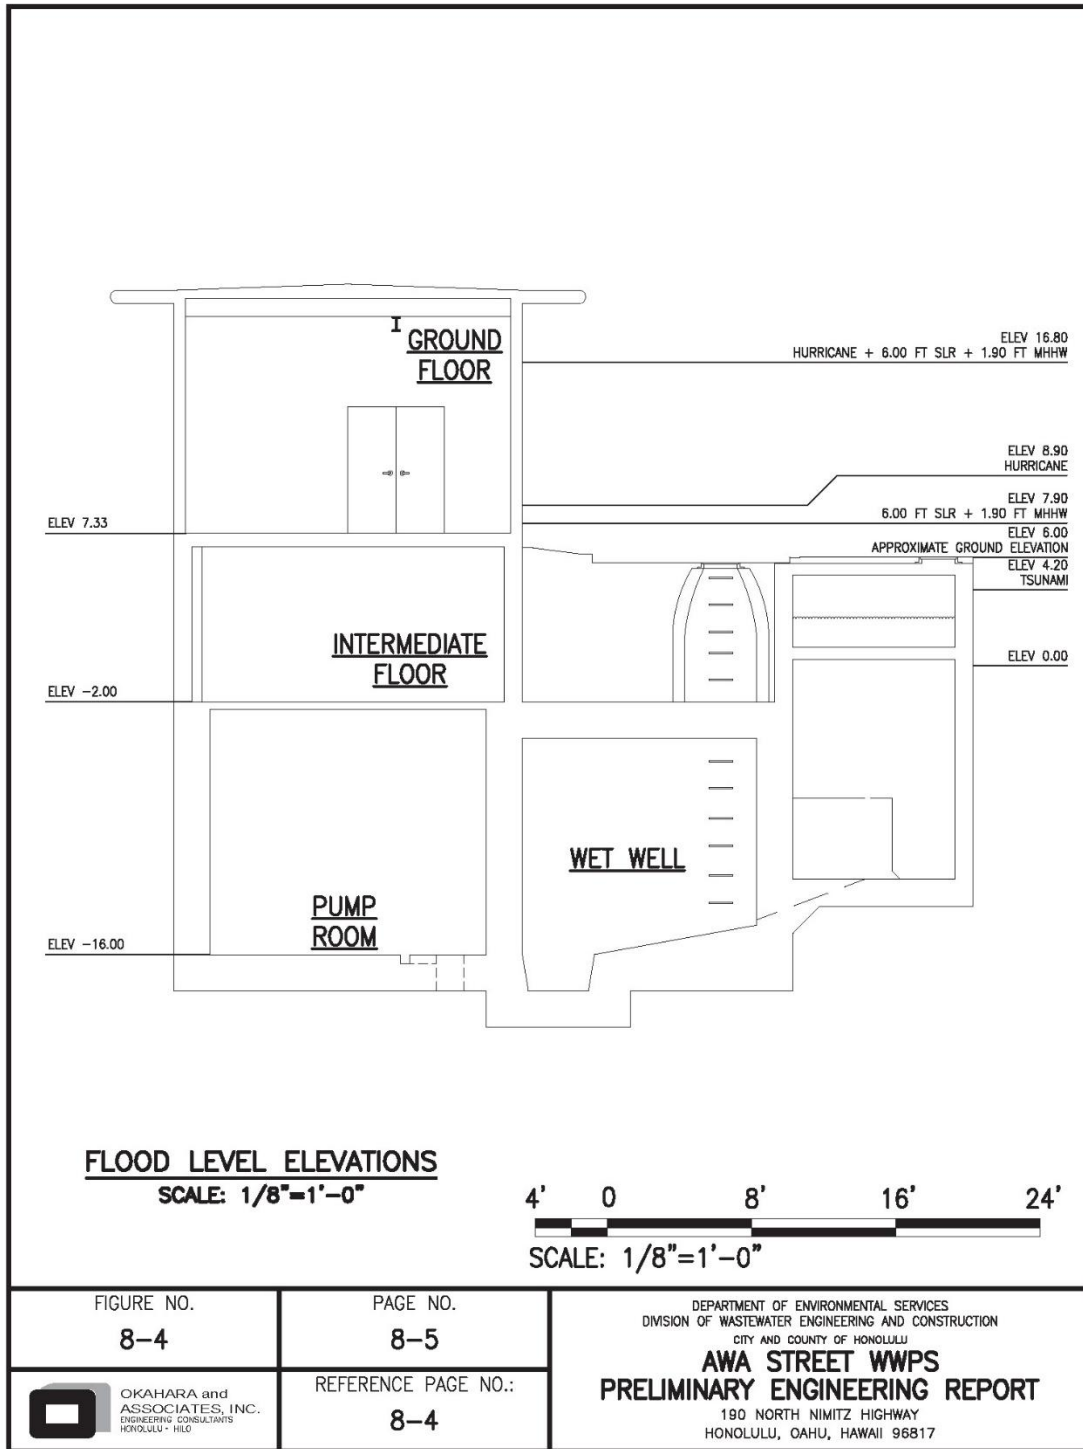 I
GROUND
FLOOR
ELEV 16.80
HURRICANE + 6.00 FT SLR + 1.90 FT MHHW
ELEV 8.90
HURRICANE
ELEV 7.90
6.00 FT SLR + 1.90 FT MHHW
ELEV 7.33
ELEV 6.00
APPROXIMATE GROUND ELEVATION
ELEV 4.20
TSUNAMI
INTERMEDIATE
FLOOR
ELEV 0.00
ELEV -2.00
WET WELL
PUMP
ROOM
ELEV -16.00
FLOOD LEVEL ELEVATIONS
SCALE: 1/8"=1'-0"
4' 0 8' 16' 24'
SCALE: 1/8"=1'-0"
FIGURE NO.
8-4
PAGE NO.
8-5
OKAHARA and
ASSOCIATES, INC.
ENGINEERING CONSULTANTS
HONOLULU - HILO
REFERENCE PAGE NO.:
8-4
DEPARTMENT OF ENVIRONMENTAL SERVICES
DIVISION OF WASTEWATER ENGINEERING AND CONSTRUCTION
CITY AND COUNTY OF HONOLULU
AWA STREET WWPS
PRELIMINARY ENGINEERING REPORT
190 NORTH NIMITZ HIGHWAY
HONOLULU, OAHU, HAWAII 96817